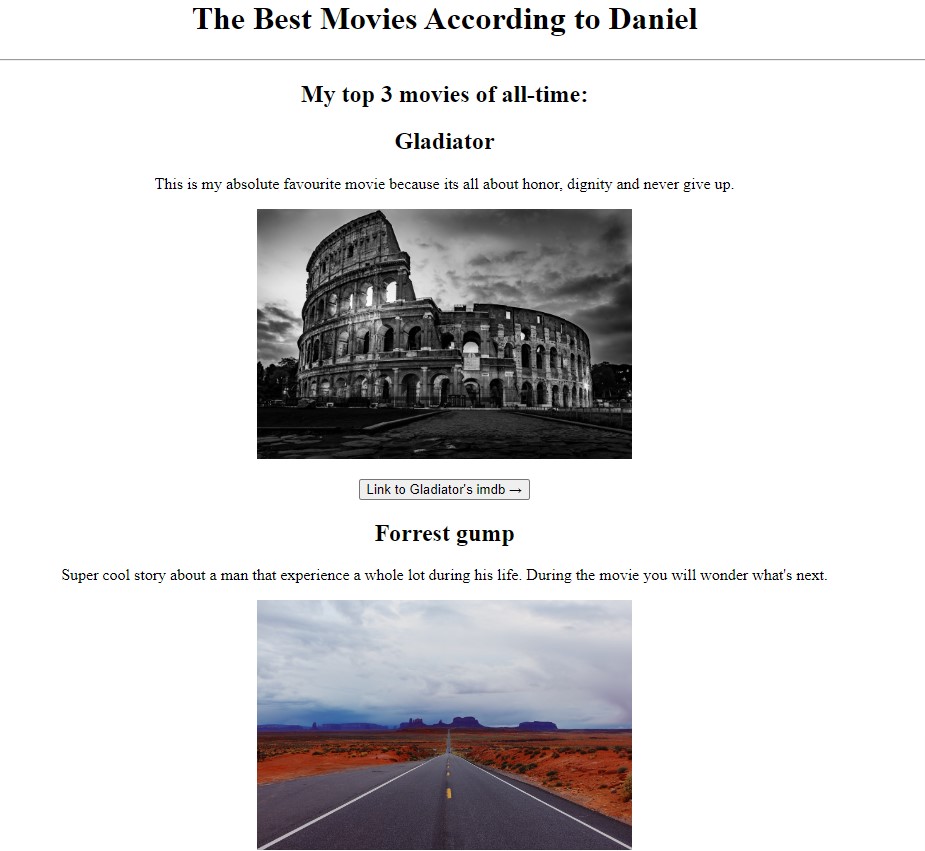 The Best Movies According to Daniel
My top 3 movies of all-time:
Gladiator
This is my absolute favourite movie because its all about honor, dignity and never give up.
Link to Gladiator's imdb →
Forrest gump
Super cool story about a man that experience a whole lot during his life. During the movie you will wonder what's next.